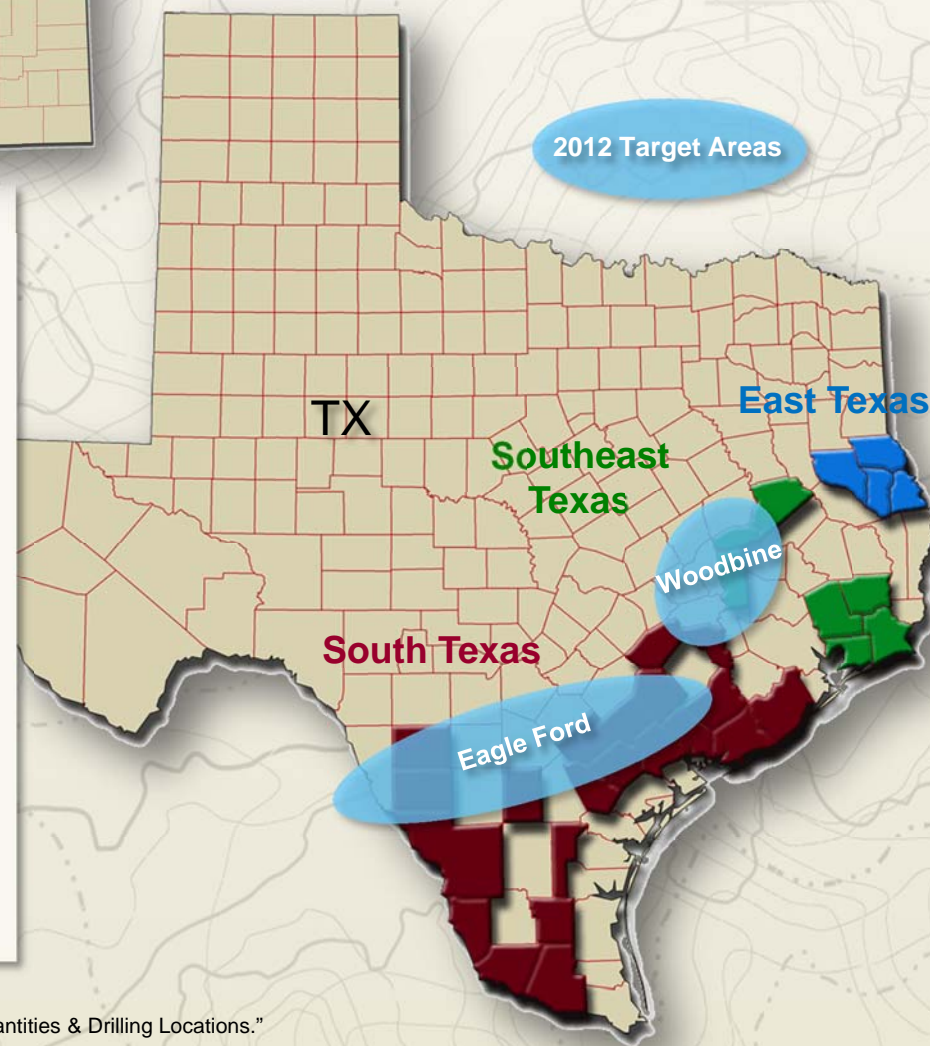 2012 Target Areas
East Texas
TX
Southeast
Texas
Woodbine
South Texas
Eagle Ford
antities & Drilling Locations.”